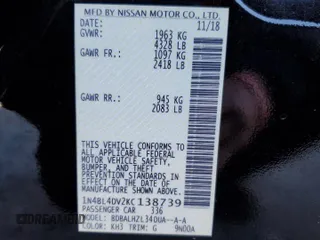 MFD BY NISSAN MOTOR CO., LTD.
DATE: 11/18
GVWR: 1963 KG
4328 LB
GAWR FR.: 1097 KG
2418 LB
GAWR RR.: 945 KG
2083 LB
THIS VEHICLE CONFORMS TO
ALL APPLICABLE FEDERAL
MOTOR VEHICLE SAFETY,
BUMPER, AND THEFT
PREVENTION STANDARDS IN
EFFECT ON THE DATE OF
MANUFACTURE SHOWN ABOVE.
1N4BL4DV2KC138739
PASSENGER CAR 336
MODEL: BDBALHZL34DUA--A-A
COLOR: KH3 TRIM: G 9N00A